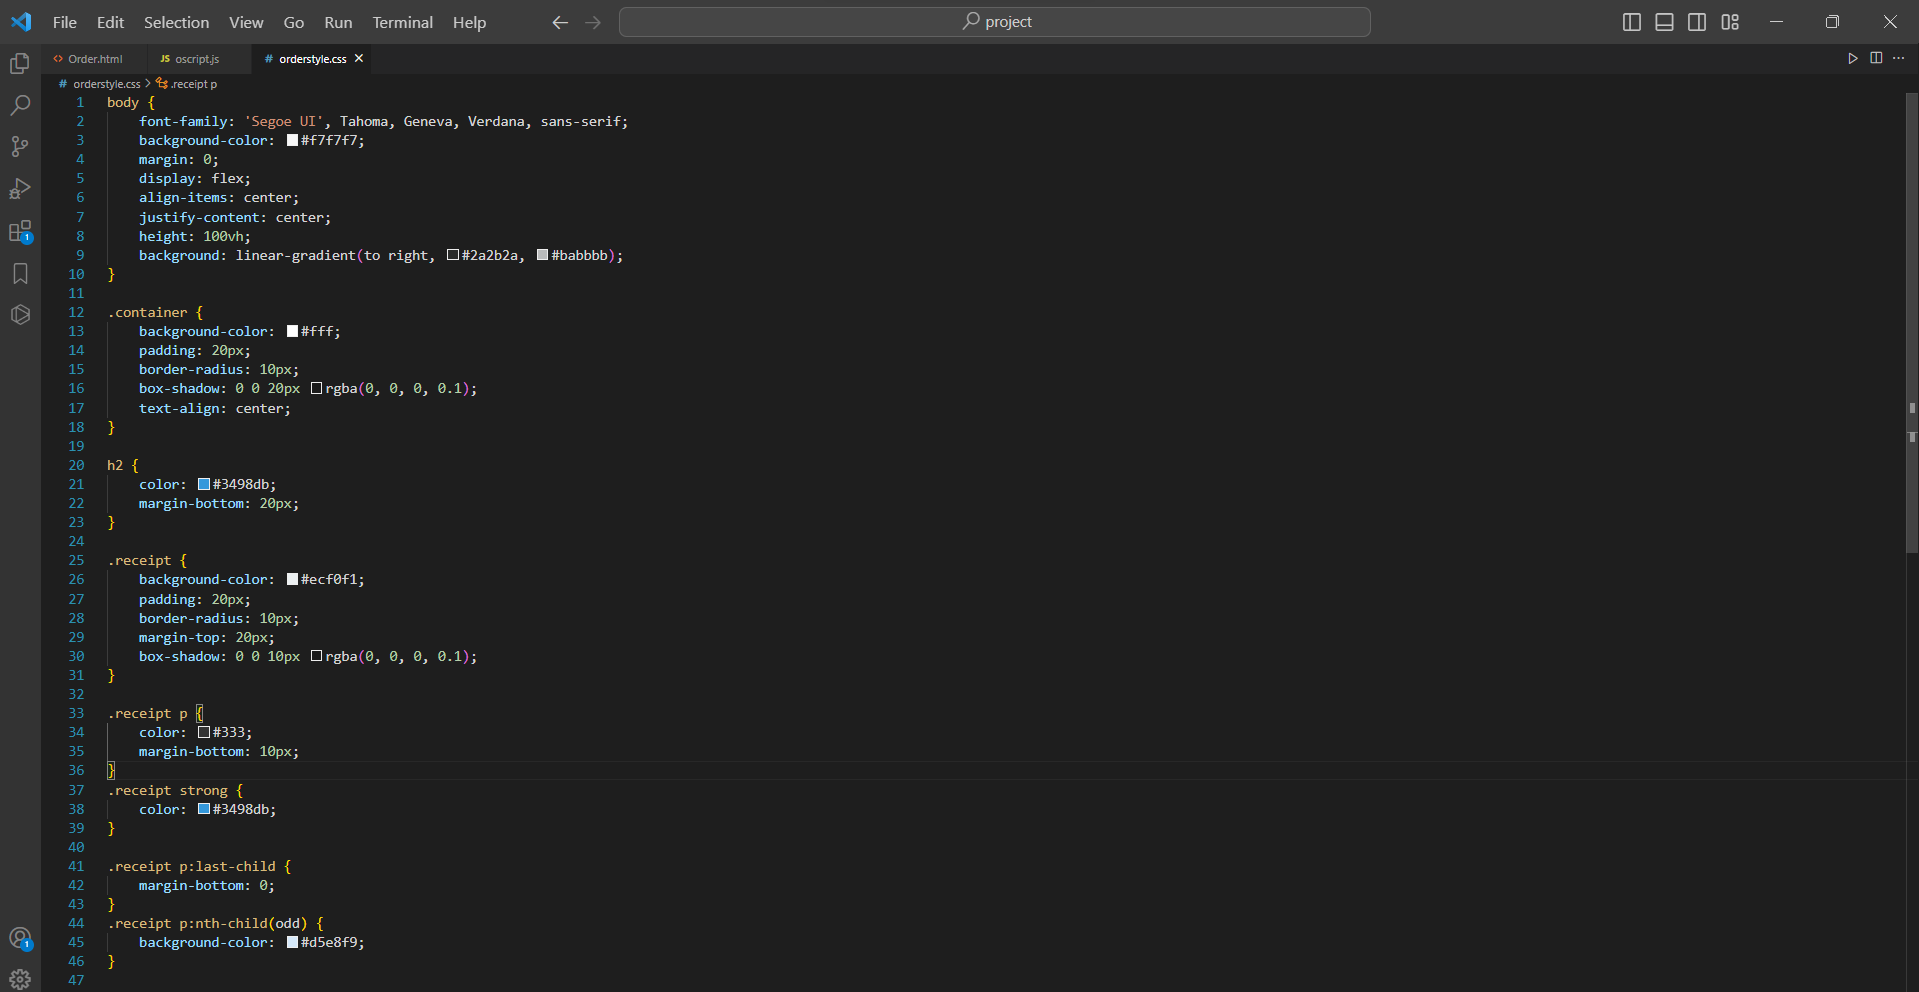 File Edit Selection View Go Run Terminal Help
project
Order.html JS oscript.js # orderstyle.css
# orderstyle.css > .receipt p
1 body {
2     font-family: 'Segoe UI', Tahoma, Geneva, Verdana, sans-serif;
3     background-color: #f7f7f7;
4     margin: 0;
5     display: flex;
6     align-items: center;
7     justify-content: center;
8     height: 100vh;
9     background: linear-gradient(to right, #2a2b2a, #babbbb);
10 }
11
12 .container {
13     background-color: #fff;
14     padding: 20px;
15     border-radius: 10px;
16     box-shadow: 0 0 20px rgba(0, 0, 0, 0.1);
17     text-align: center;
18 }
19
20 h2 {
21     color: #3498db;
22     margin-bottom: 20px;
23 }
24
25 .receipt {
26     background-color: #ecf0f1;
27     padding: 20px;
28     border-radius: 10px;
29     margin-top: 20px;
30     box-shadow: 0 0 10px rgba(0, 0, 0, 0.1);
31 }
32
33 .receipt p {
34     color: #333;
35     margin-bottom: 10px;
36 }
37 .receipt strong {
38     color: #3498db;
39 }
40
41 .receipt p:last-child {
42     margin-bottom: 0;
43 }
44 .receipt p:nth-child(odd) {
45     background-color: #d5e8f9;
46 }
47
1
1